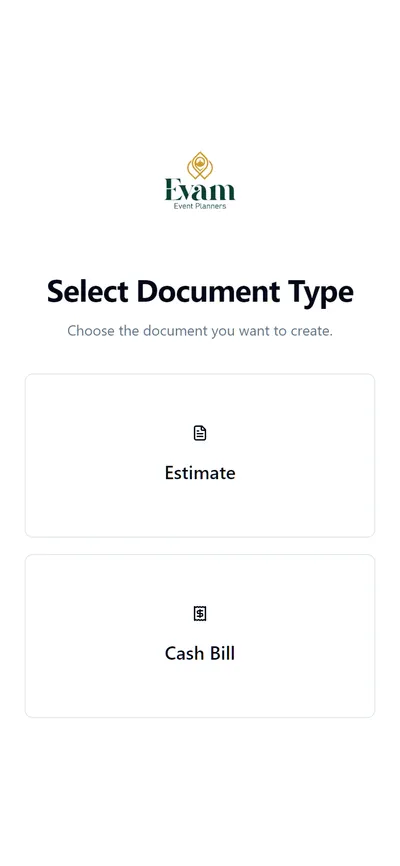 Evam
Event Planners
Select Document Type
Choose the document you want to create.
Estimate
Cash Bill